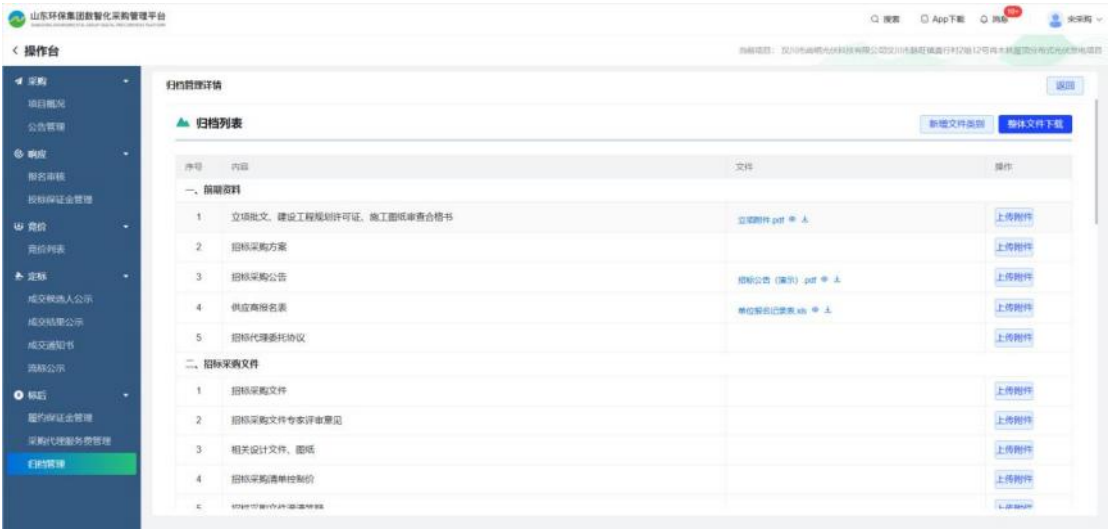 山东环保集团数智化采购管理平台
搜索 App下载 消息 10+
操作台
采购
项目概况
公告管理
响应
报名审核
投标保证金管理
竞价
竞价列表
定标
成交候选人公示
成交结果公示
成交通知书
流标公示
标后
履约保证金管理
采购代理服务费管理
归档管理
归档管理详情 返回
归档列表 新增文件类别 整体文件下载
序号 内容 文件 操作
一、前期资料
1 立项批文、建设工程规划许可证、施工图纸审查合格书 立项附件.pdf 上传附件
2 招标采购方案 上传附件
3 招标采购公告 招标公告（演示）.pdf 上传附件
4 供应商报名表 单位报名记录表.xls 上传附件
5 招标代理委托协议 上传附件
二、招标采购文件
1 招标采购文件 上传附件
2 招标采购文件专家评审意见 上传附件
3 相关设计文件、图纸 上传附件
4 招标采购清单控制价 上传附件
5 上传附件